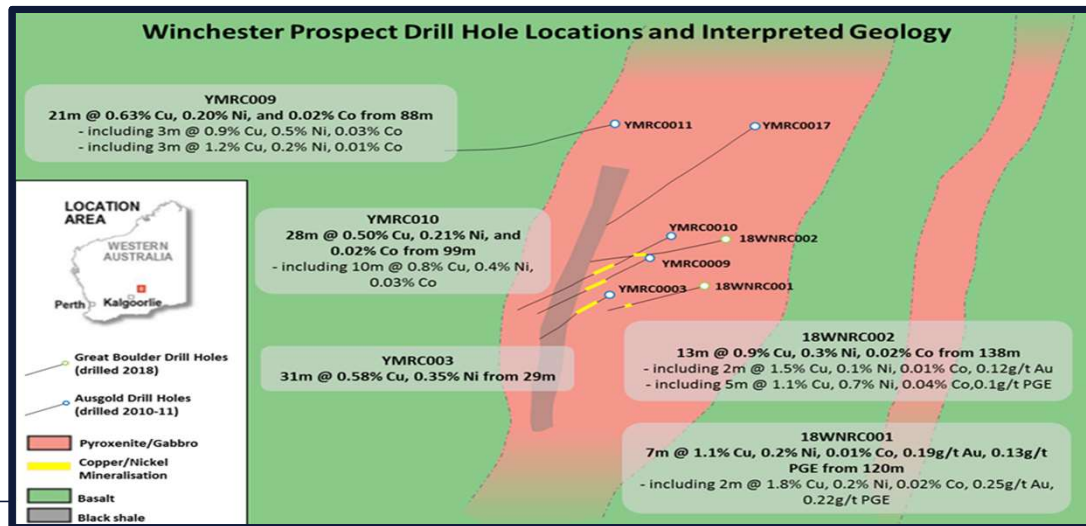 Winchester Prospect Drill Hole Locations and Interpreted Geology
YMRC009
21m @ 0.63% Cu, 0.20% Ni, and 0.02% Co from 88m
- including 3m @ 0.9% Cu, 0.5% Ni, 0.03% Co
- including 3m @ 1.2% Cu, 0.2% Ni, 0.01% Co
YMRC0011
YMRC0017
LOCATION
AREA
WESTERN
AUSTRALIA
Perth
Kalgoorlie
YMRC010
28m @ 0.50% Cu, 0.21% Ni, and
0.02% Co from 99m
- including 10m @ 0.8% Cu, 0.4% Ni,
0.03% Co
YMRC0010
18WNRC002
YMRC0009
YMRC0003
18WNRC001
YMRC003
31m @ 0.58% Cu, 0.35% Ni from 29m
18WNRC002
13m @ 0.9% Cu, 0.3% Ni, 0.02% Co from 138m
- including 2m @ 1.5% Cu, 0.1% Ni, 0.01% Co, 0.12g/t Au
- including 5m @ 1.1% Cu, 0.7% Ni, 0.04% Co,0.1g/t PGE
18WNRC001
7m @ 1.1% Cu, 0.2% Ni, 0.01% Co, 0.19g/t Au, 0.13g/t
PGE from 120m
- including 2m @ 1.8% Cu, 0.2% Ni, 0.02% Co, 0.25g/t Au,
0.22g/t PGE
Great Boulder Drill Holes
(drilled 2018)
Ausgold Drill Holes
(drilled 2010-11)
Pyroxenite/Gabbro
Copper/Nickel
Mineralisation
Basalt
Black shale